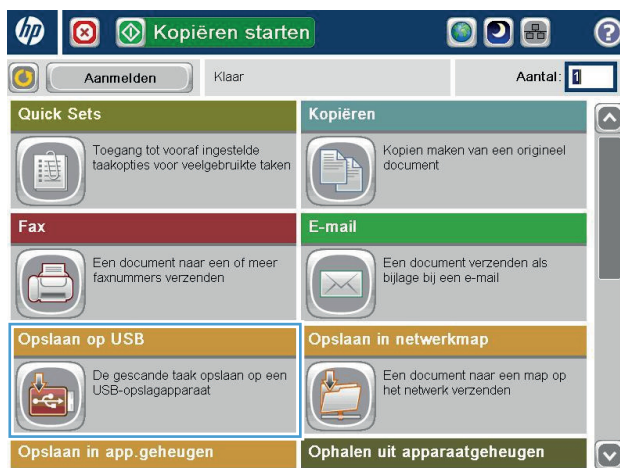 hp Kopiëren starten ?
Aanmelden Klaar Aantal: 1
Quick Sets
Toegang tot vooraf ingestelde
taakopties voor veelgebruikte taken
Kopiëren
Kopien maken van een origineel
document
Fax
Een document naar een of meer
faxnummers verzenden
E-mail
Een document verzenden als
bijlage bij een e-mail
Opslaan op USB
De gescande taak opslaan op een
USB-opslagapparaat
Opslaan in netwerkmap
Een document naar een map op
het netwerk verzenden
Opslaan in app.geheugen
Ophalen uit apparaatgeheugen